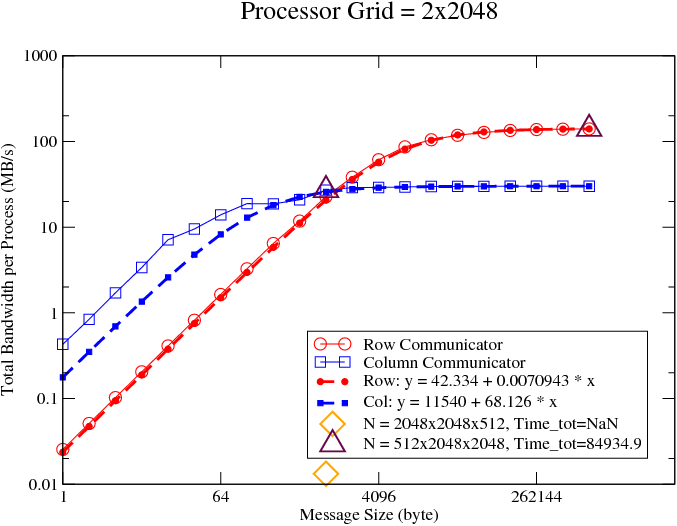 Processor Grid = 2x2048
1000
100
10
1
0.1
0.01
Total Bandwidth per Process (MB/s)
1
64
4096
262144
Message Size (byte)
Row Communicator
Column Communicator
Row: y = 42.334 + 0.0070943 * x
Col: y = 11540 + 68.126 * x
N = 2048x2048x512, Time_tot=NaN
N = 512x2048x2048, Time_tot=84934.9